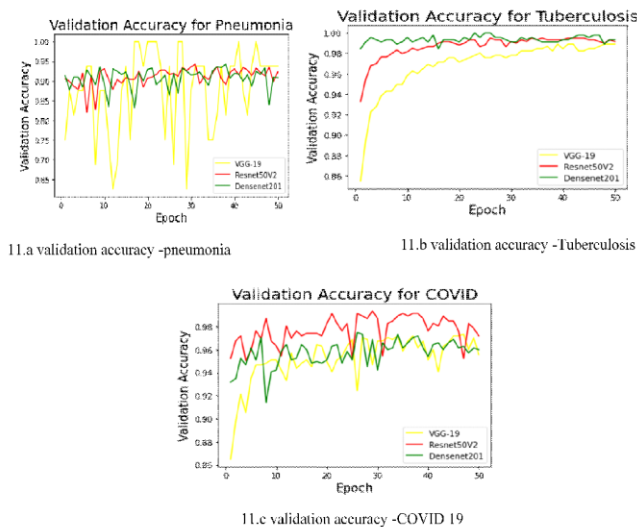 Validation Accuracy for Pneumonia
1.00
0.95
0.90
0.85
0.80
0.75
0.70
0.65
Validation Accuracy
0 10 20 30 40 50
Epoch
VGG-19
Resnet50V2
Densenet201
11.a validation accuracy -pneumonia
Validation Accuracy for Tuberculosis
1.00
0.98
0.96
0.94
0.92
0.90
0.88
0.86
Validation Accuracy
0 10 20 30 40 50
Epoch
VGG-19
Resnet50V2
Densenet201
11.b validation accuracy -Tuberculosis
Validation Accuracy for COVID
0.98
0.96
0.94
0.92
0.90
0.88
0.86
Validation Accuracy
0 10 20 30 40 50
Epoch
VGG-19
Resnet50V2
Densenet201
11.c validation accuracy -COVID 19